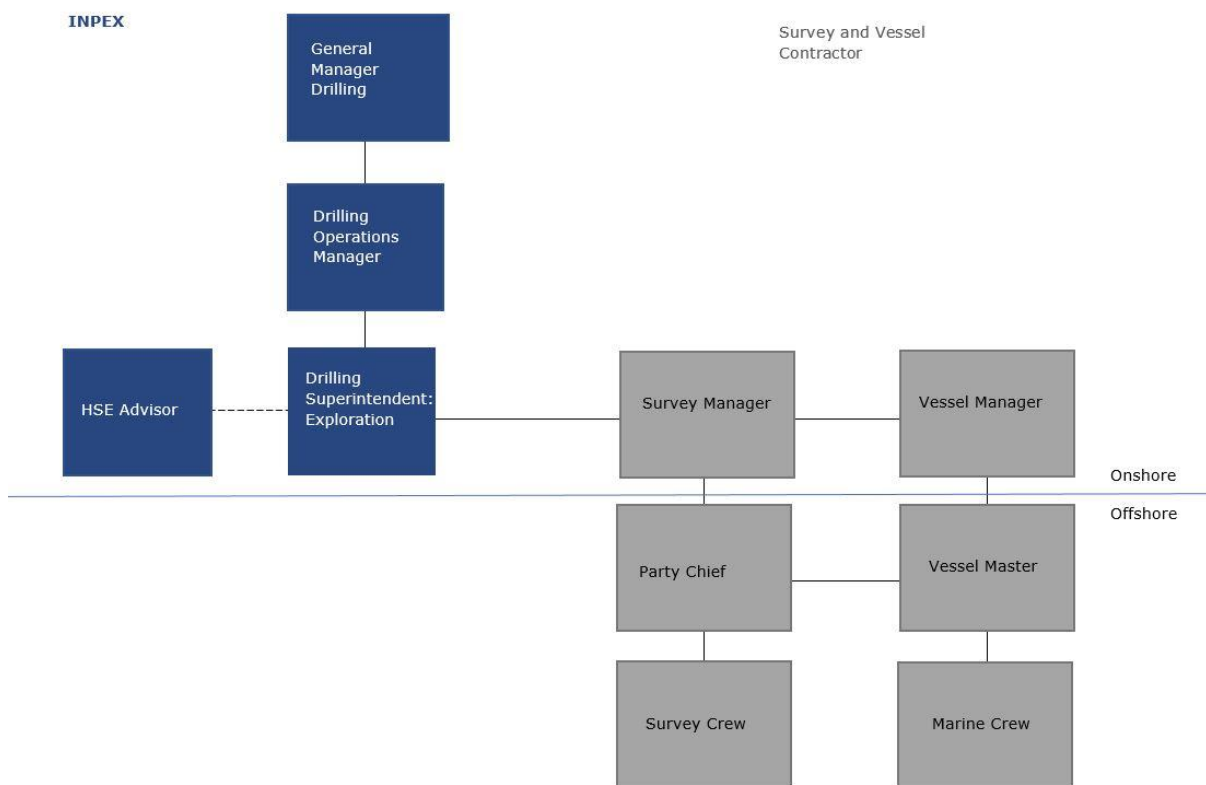 INPEX
Survey and Vessel
Contractor
General
Manager
Drilling
Drilling
Operations
Manager
HSE Advisor
Drilling
Superintendent:
Exploration
Survey Manager
Vessel Manager
Onshore
Offshore
Party Chief
Vessel Master
Survey Crew
Marine Crew